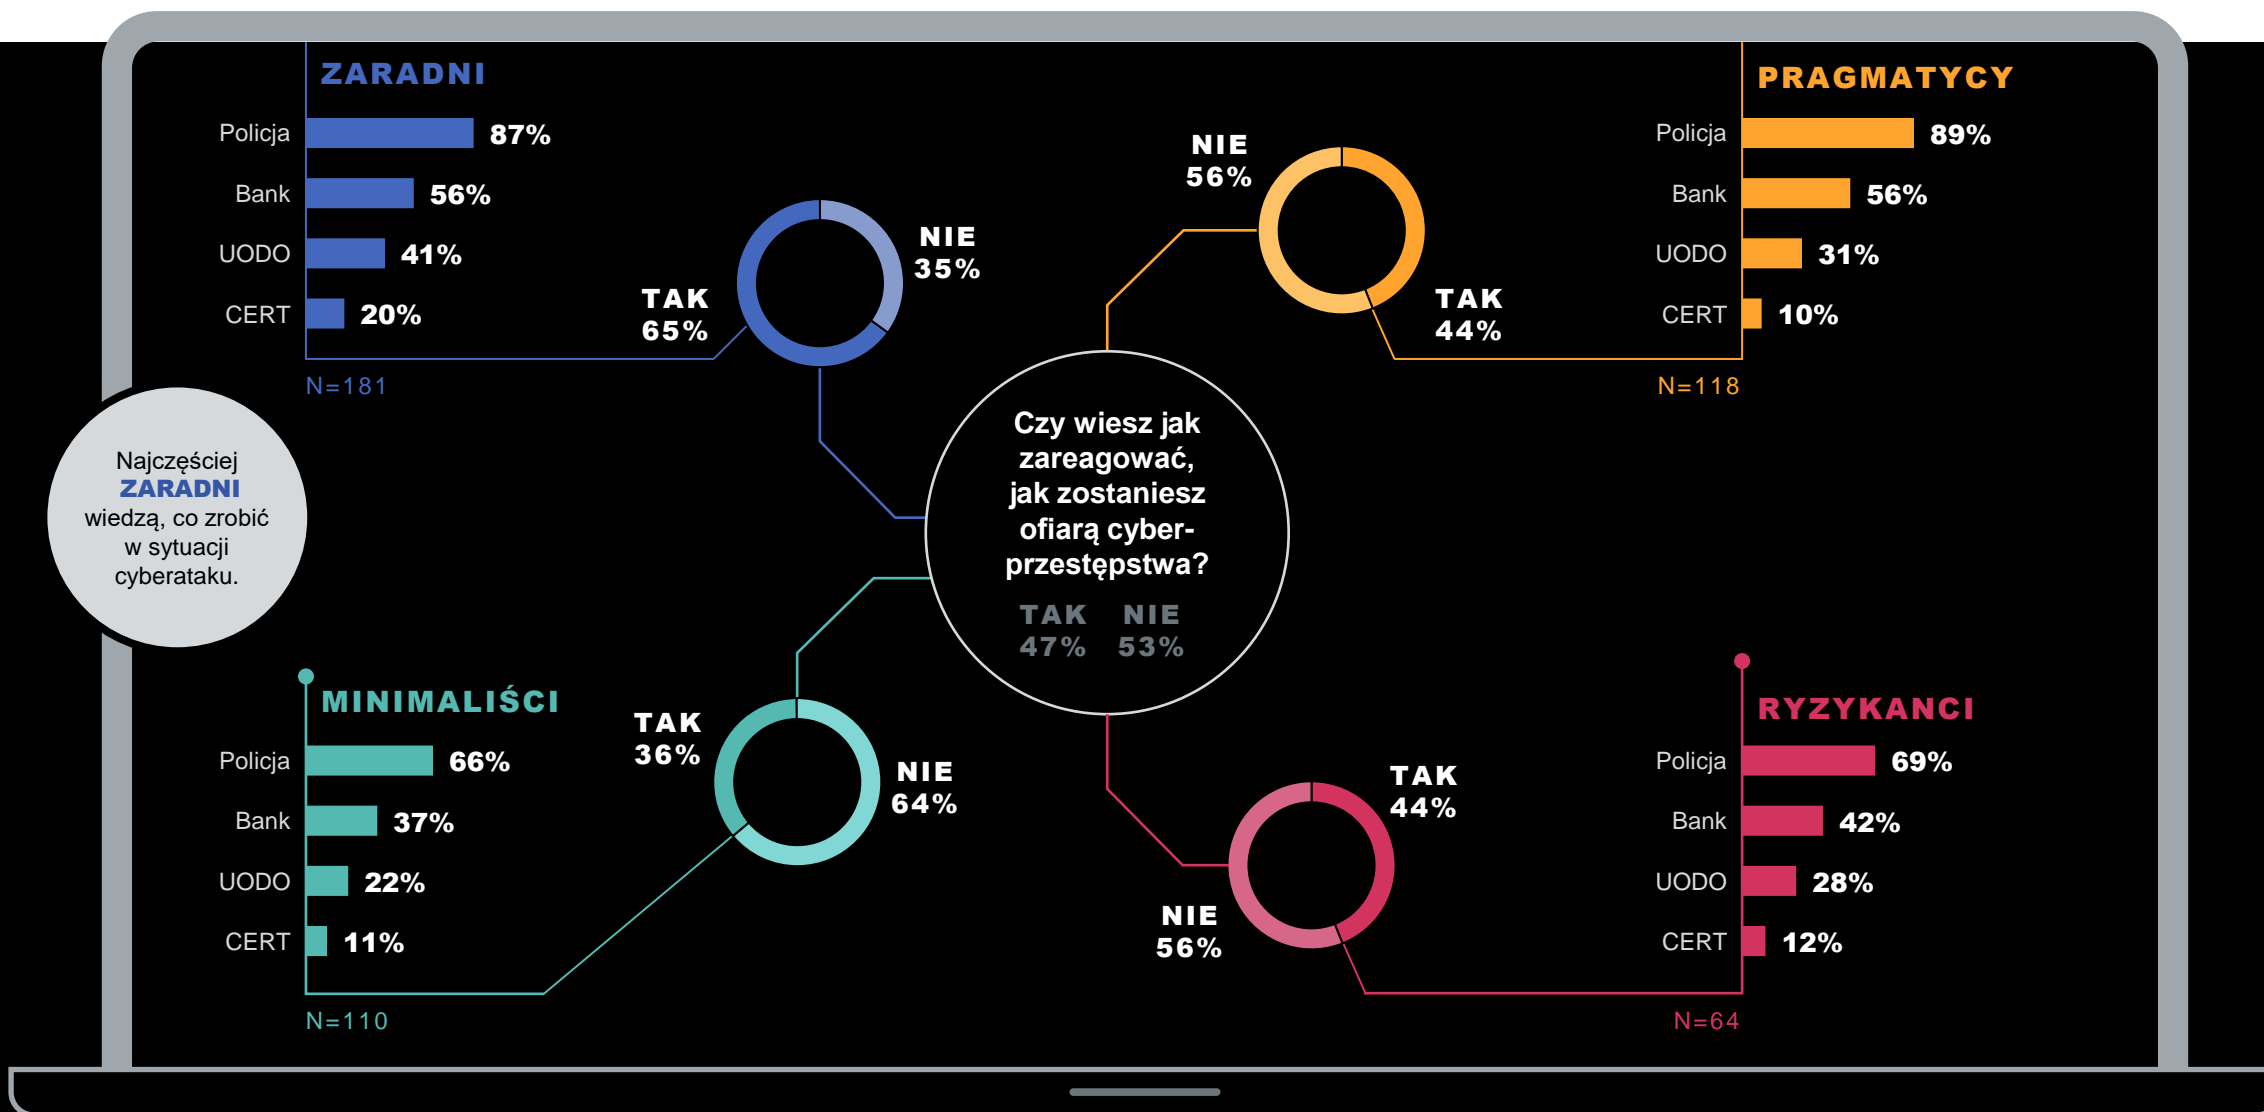 ZARADNI
Policja 87%
Bank 56%
UODO 41%
CERT 20%
N=181
TAK
65%
NIE
35%
PRAGMATYCY
Policja 89%
Bank 56%
UODO 31%
CERT 10%
N=118
NIE
56%
TAK
44%
Najczęściej
ZARADNI
wiedzą, co zrobić
w sytuacji
cyberataku.
Czy wiesz jak
zareagować,
jak zostaniesz
ofiarą cyber-
przestępstwa?
TAK NIE
47% 53%
MINIMALIŚCI
Policja 66%
Bank 37%
UODO 22%
CERT 11%
N=110
TAK
36%
NIE
64%
RYZYKANCI
Policja 69%
Bank 42%
UODO 28%
CERT 12%
N=64
TAK
44%
NIE
56%